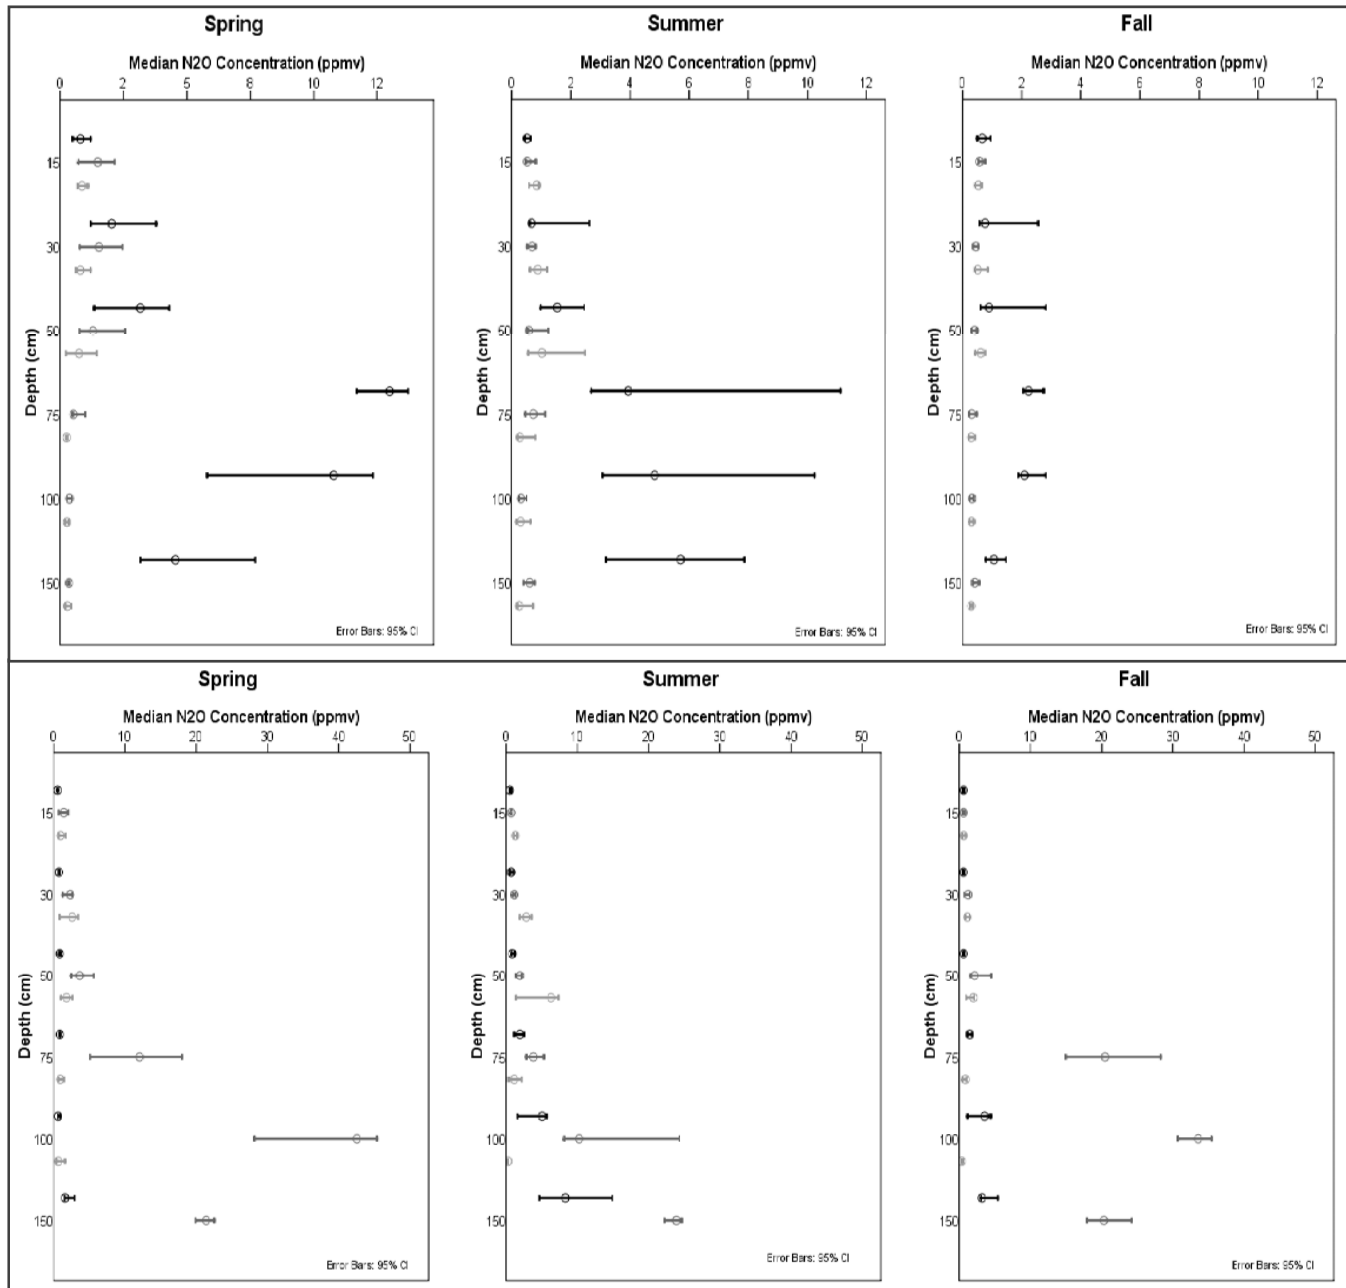 Spring
Median N2O Concentration (ppmv)
0 2 5 8 10 12
15
30
50
75
100
150
Depth (cm)
Error Bars: 95% CI
Summer
Median N2O Concentration (ppmv)
0 2 4 6 8 10 12
15
30
50
75
100
150
Depth (cm)
Error Bars: 95% CI
Fall
Median N2O Concentration (ppmv)
0 2 4 6 8 10 12
15
30
50
75
100
150
Depth (cm)
Error Bars: 95% CI
Spring
Median N2O Concentration (ppmv)
0 10 20 30 40 50
15
30
50
75
100
150
Depth (cm)
Error Bars: 95% CI
Summer
Median N2O Concentration (ppmv)
0 10 20 30 40 50
15
30
50
75
100
150
Depth (cm)
Error Bars: 95% CI
Fall
Median N2O Concentration (ppmv)
0 10 20 30 40 50
15
30
50
75
100
150
Depth (cm)
Error Bars: 95% CI